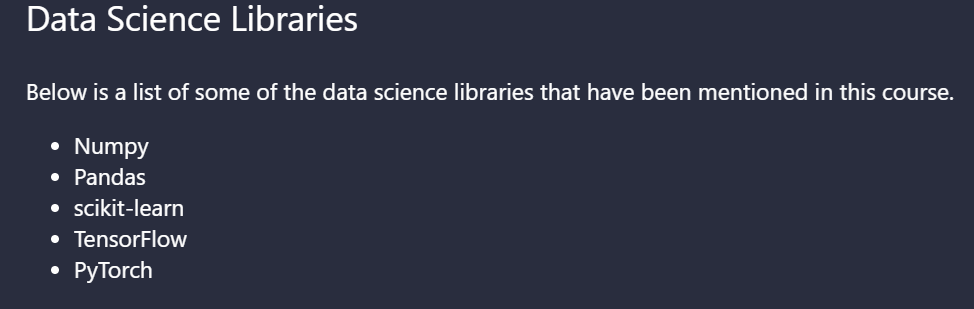 Data Science Libraries
Below is a list of some of the data science libraries that have been mentioned in this course.
• Numpy
• Pandas
• scikit-learn
• TensorFlow
• PyTorch